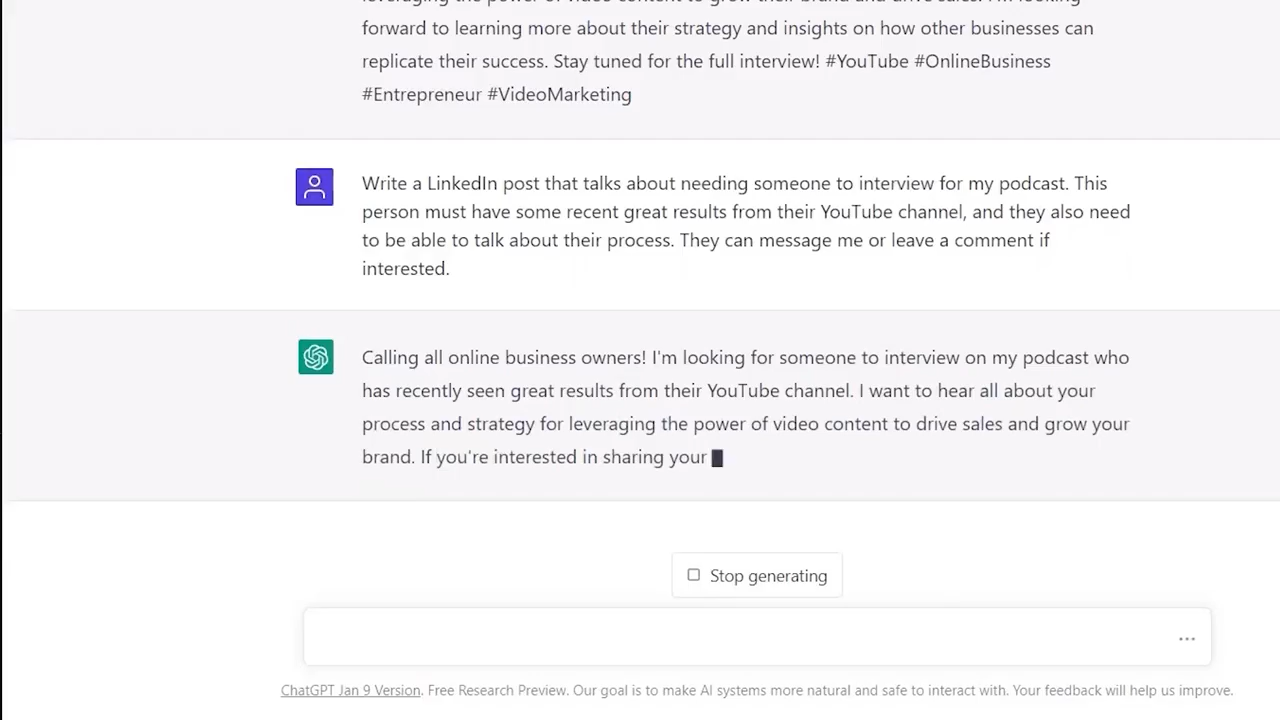 leveraging the power of video content to grow their brand and drive sales. I'm looking
forward to learning more about their strategy and insights on how other businesses can
replicate their success. Stay tuned for the full interview! #YouTube #OnlineBusiness
#Entrepreneur #VideoMarketing
Write a LinkedIn post that talks about needing someone to interview for my podcast. This
person must have some recent great results from their YouTube channel, and they also need
to be able to talk about their process. They can message me or leave a comment if
interested.
Calling all online business owners! I'm looking for someone to interview on my podcast who
has recently seen great results from their YouTube channel. I want to hear all about your
process and strategy for leveraging the power of video content to drive sales and grow your
brand. If you're interested in sharing your
Stop generating
ChatGPT Jan 9 Version. Free Research Preview. Our goal is to make AI systems more natural and safe to interact with. Your feedback will help us improve.